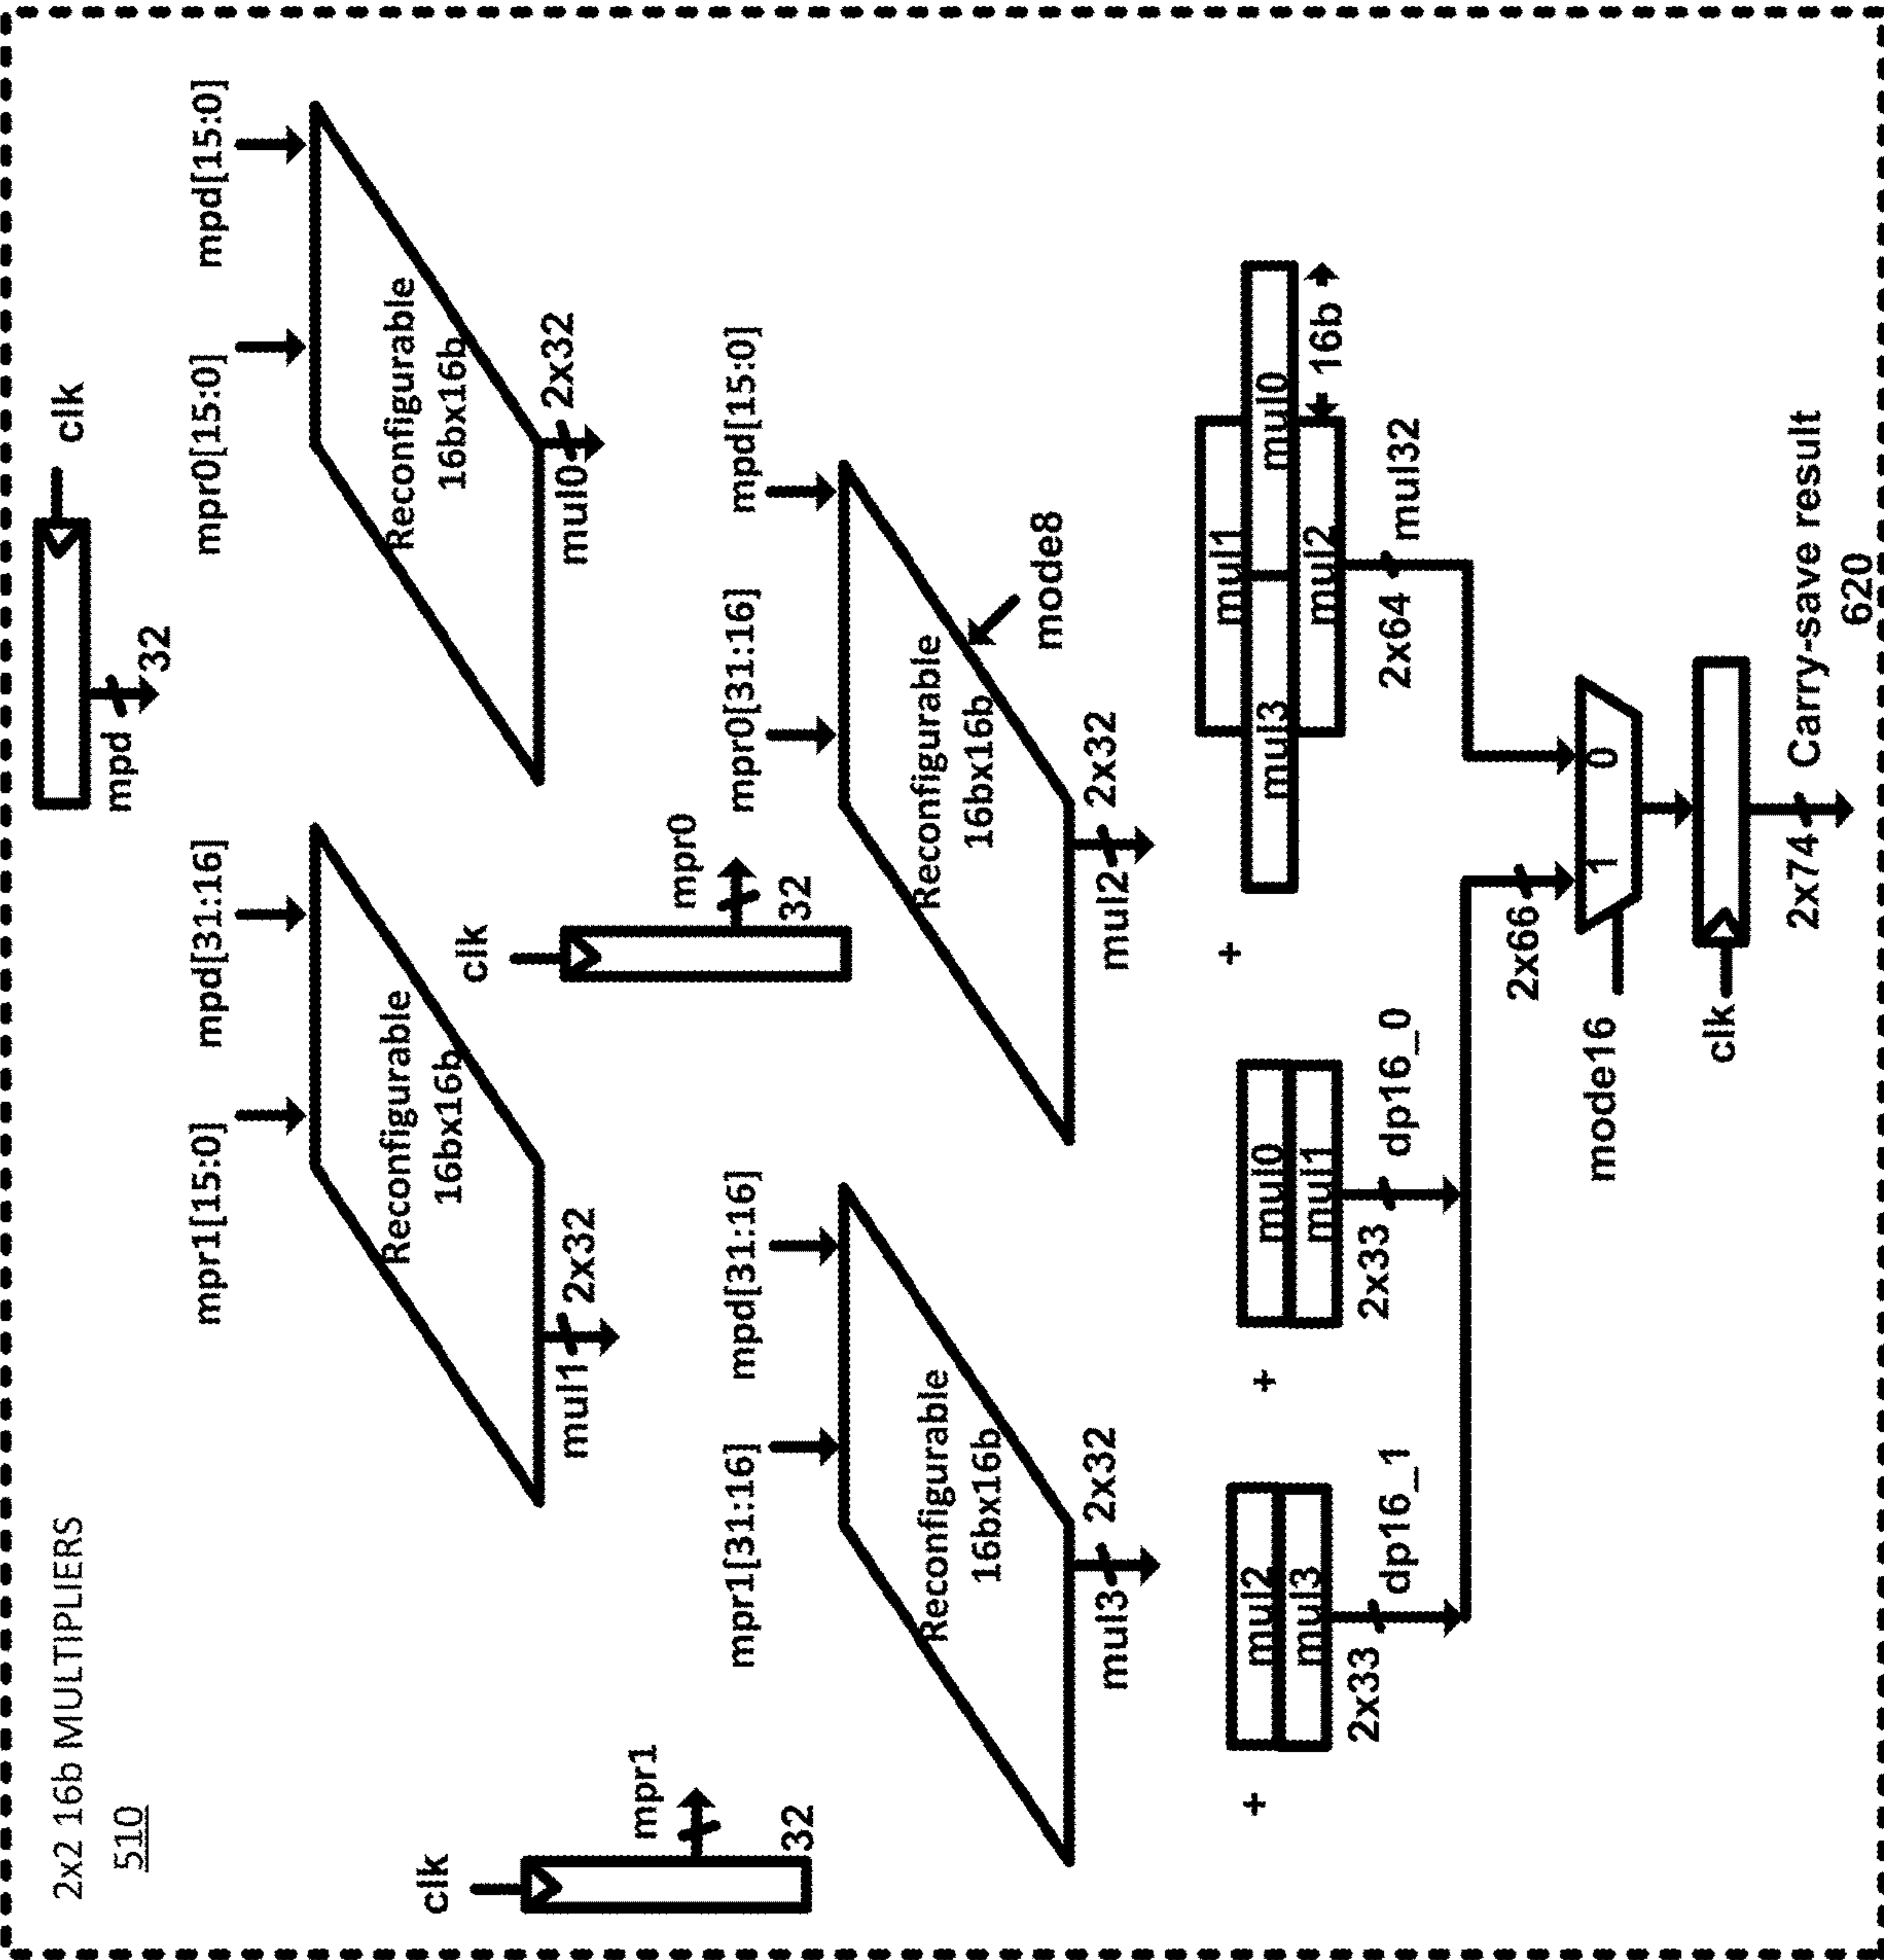 2x2 16b MULTIPLIERS
510
clk
mpd
32
mpr1[15:0]
mpd[31:16]
mpr0[15:0]
mpd[15:0]
Reconfigurable
16bx16b
Reconfigurable
16bx16b
mul1
2x32
mul0
2x32
clk
mpr1
32
clk
mpr0
32
mpr1[31:16]
mpd[31:16]
mpr0[31:16]
mpd[15:0]
Reconfigurable
16bx16b
Reconfigurable
16bx16b
mode8
mul3
2x32
mul2
2x32
+
mul2
mul3
+
mul0
mul1
+
mul1
mul3
mul0
mul2
16b
2x33
dp16_1
2x33
dp16_0
2x64
mul32
2x66
mode16
1
0
clk
2x74
Carry-save result
620